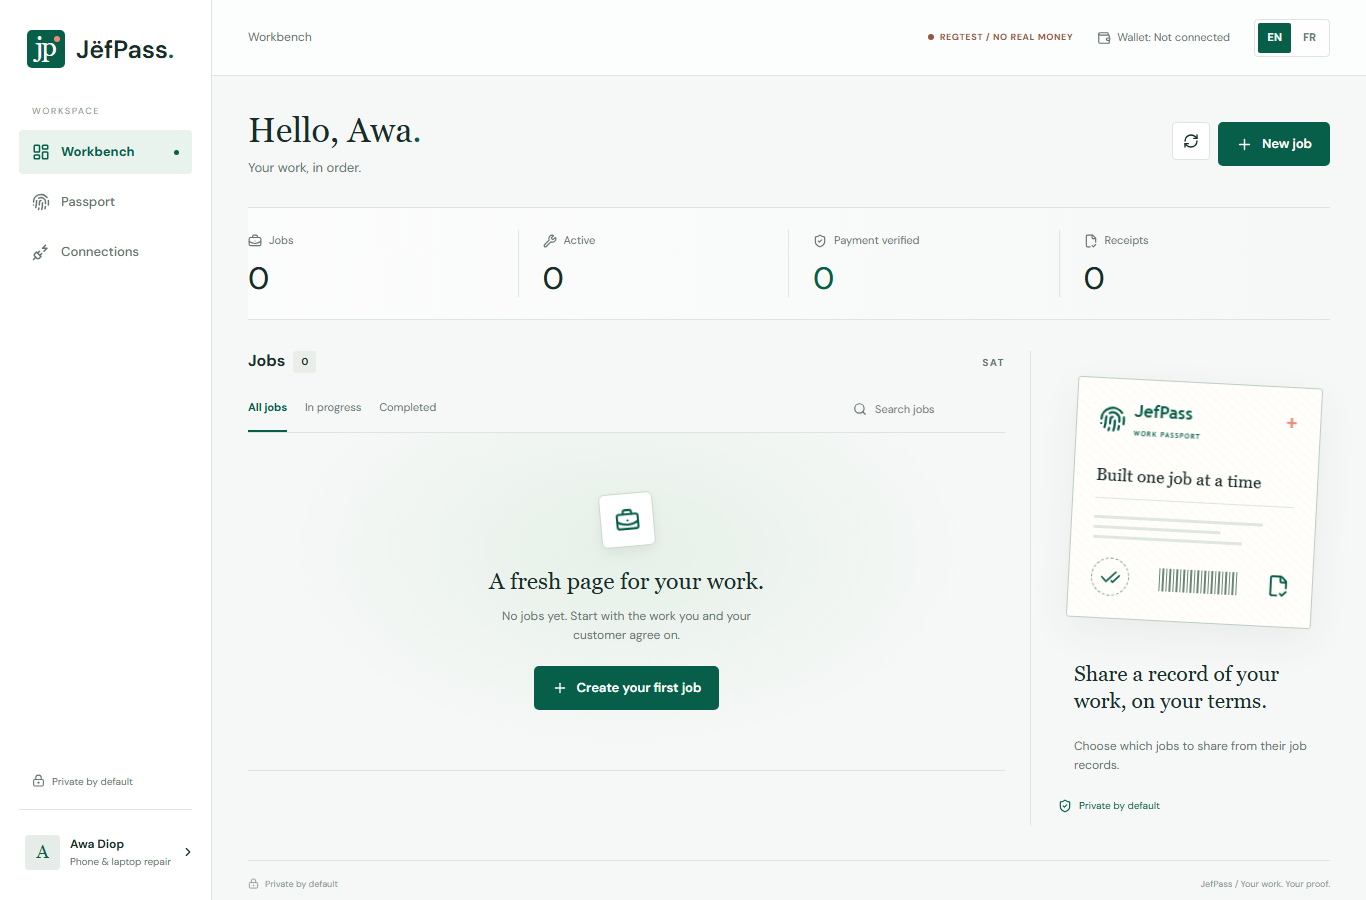 jp JëfPass.
WORKSPACE
Workbench
Passport
Connections
Private by default
A
Awa Diop
Phone & laptop repair
Workbench
REGTEST / NO REAL MONEY
Wallet: Not connected
EN FR
Hello, Awa.
Your work, in order.
New job
Jobs
0
Active
0
Payment verified
0
Receipts
0
Jobs 0
SAT
All jobs In progress Completed
Search jobs
A fresh page for your work.
No jobs yet. Start with the work you and your
customer agree on.
Create your first job
JefPass
WORK PASSPORT
Built one job at a time
Share a record of your
work, on your terms.
Choose which jobs to share from their job
records.
Private by default
Private by default
JefPass / Your work. Your proof.